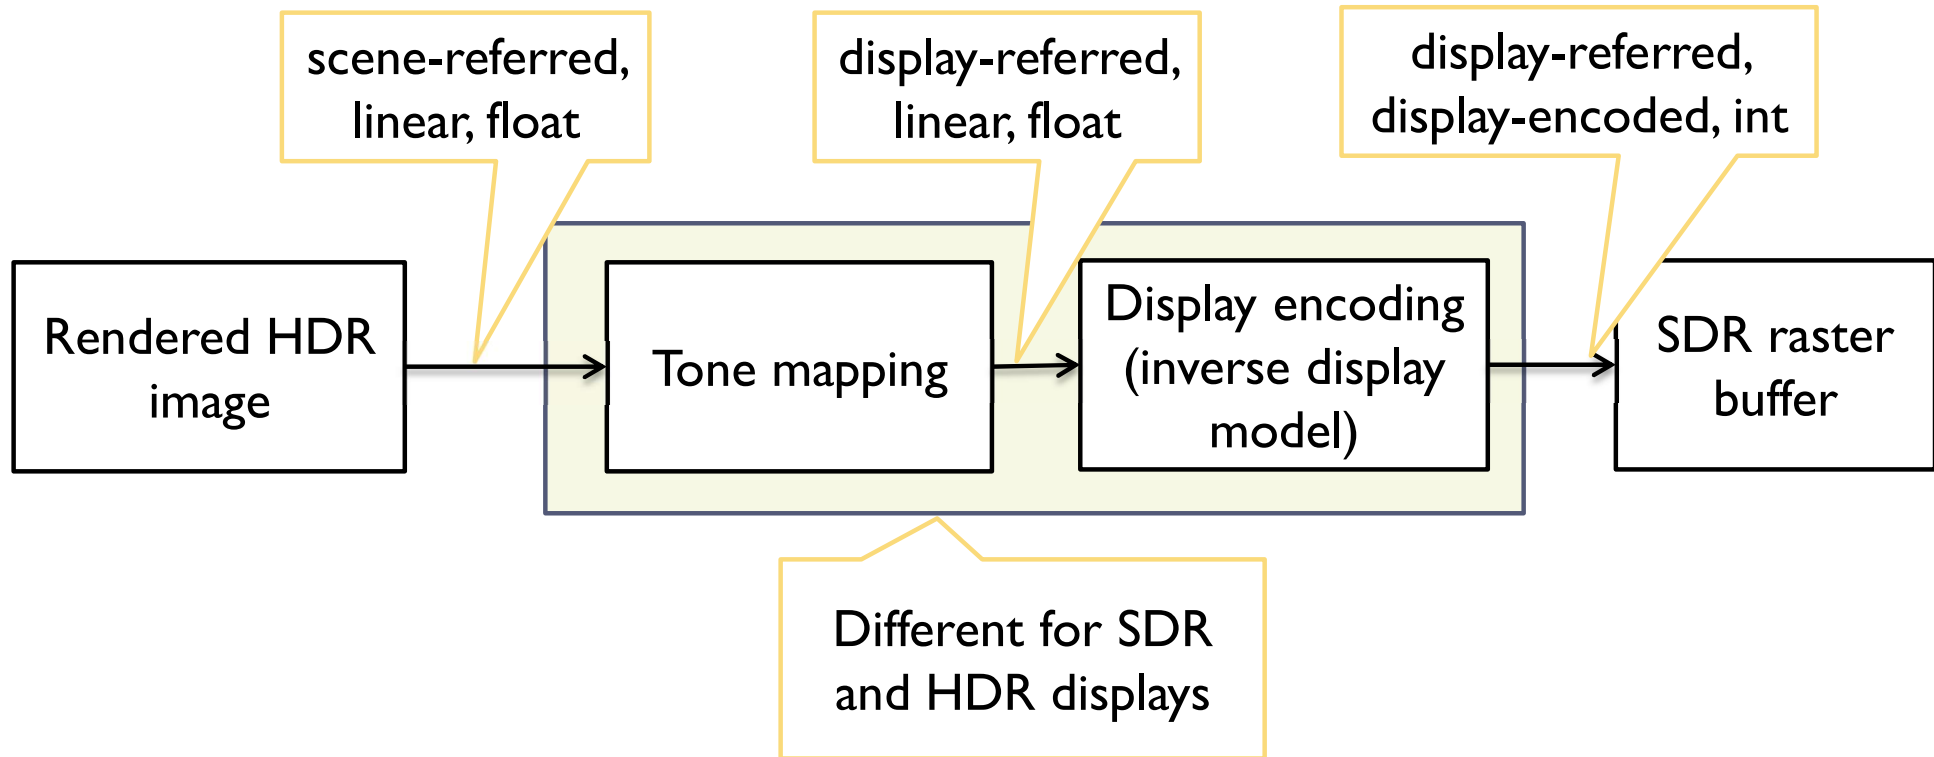 scene-referred,
linear, float
display-referred,
linear, float
display-referred,
display-encoded, int
Rendered HDR
image
Tone mapping
Display encoding
(inverse display
model)
SDR raster
buffer
Different for SDR
and HDR displays